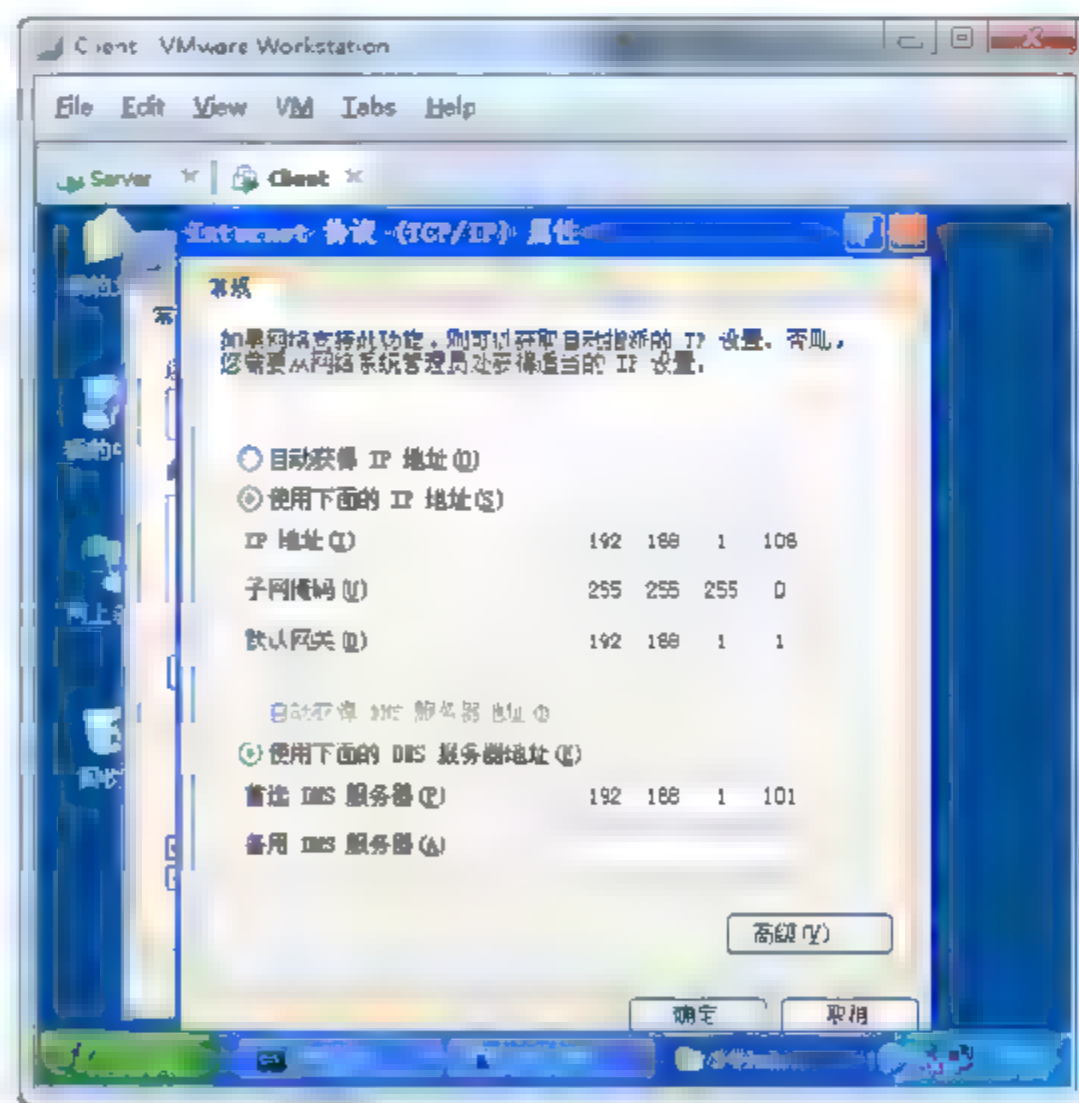 Client VMware Workstation
File Edit View VM Tabs Help
Server Client
Internet 协议 (TCP/IP) 属性
常规
如果网络支持此功能，则可以获取自动指派的 IP 设置。否则，
您需要从网络系统管理员处获得适当的 IP 设置。
自动获得 IP 地址(O)
使用下面的 IP 地址(S)
IP 地址(I) 192 168 1 106
子网掩码(U) 255 255 255 0
默认网关(D) 192 168 1 1
自动获得 DNS 服务器地址
使用下面的 DNS 服务器地址(E)
首选 DNS 服务器(P) 192 168 1 101
备用 DNS 服务器(A)
高级(V)
确定 取消